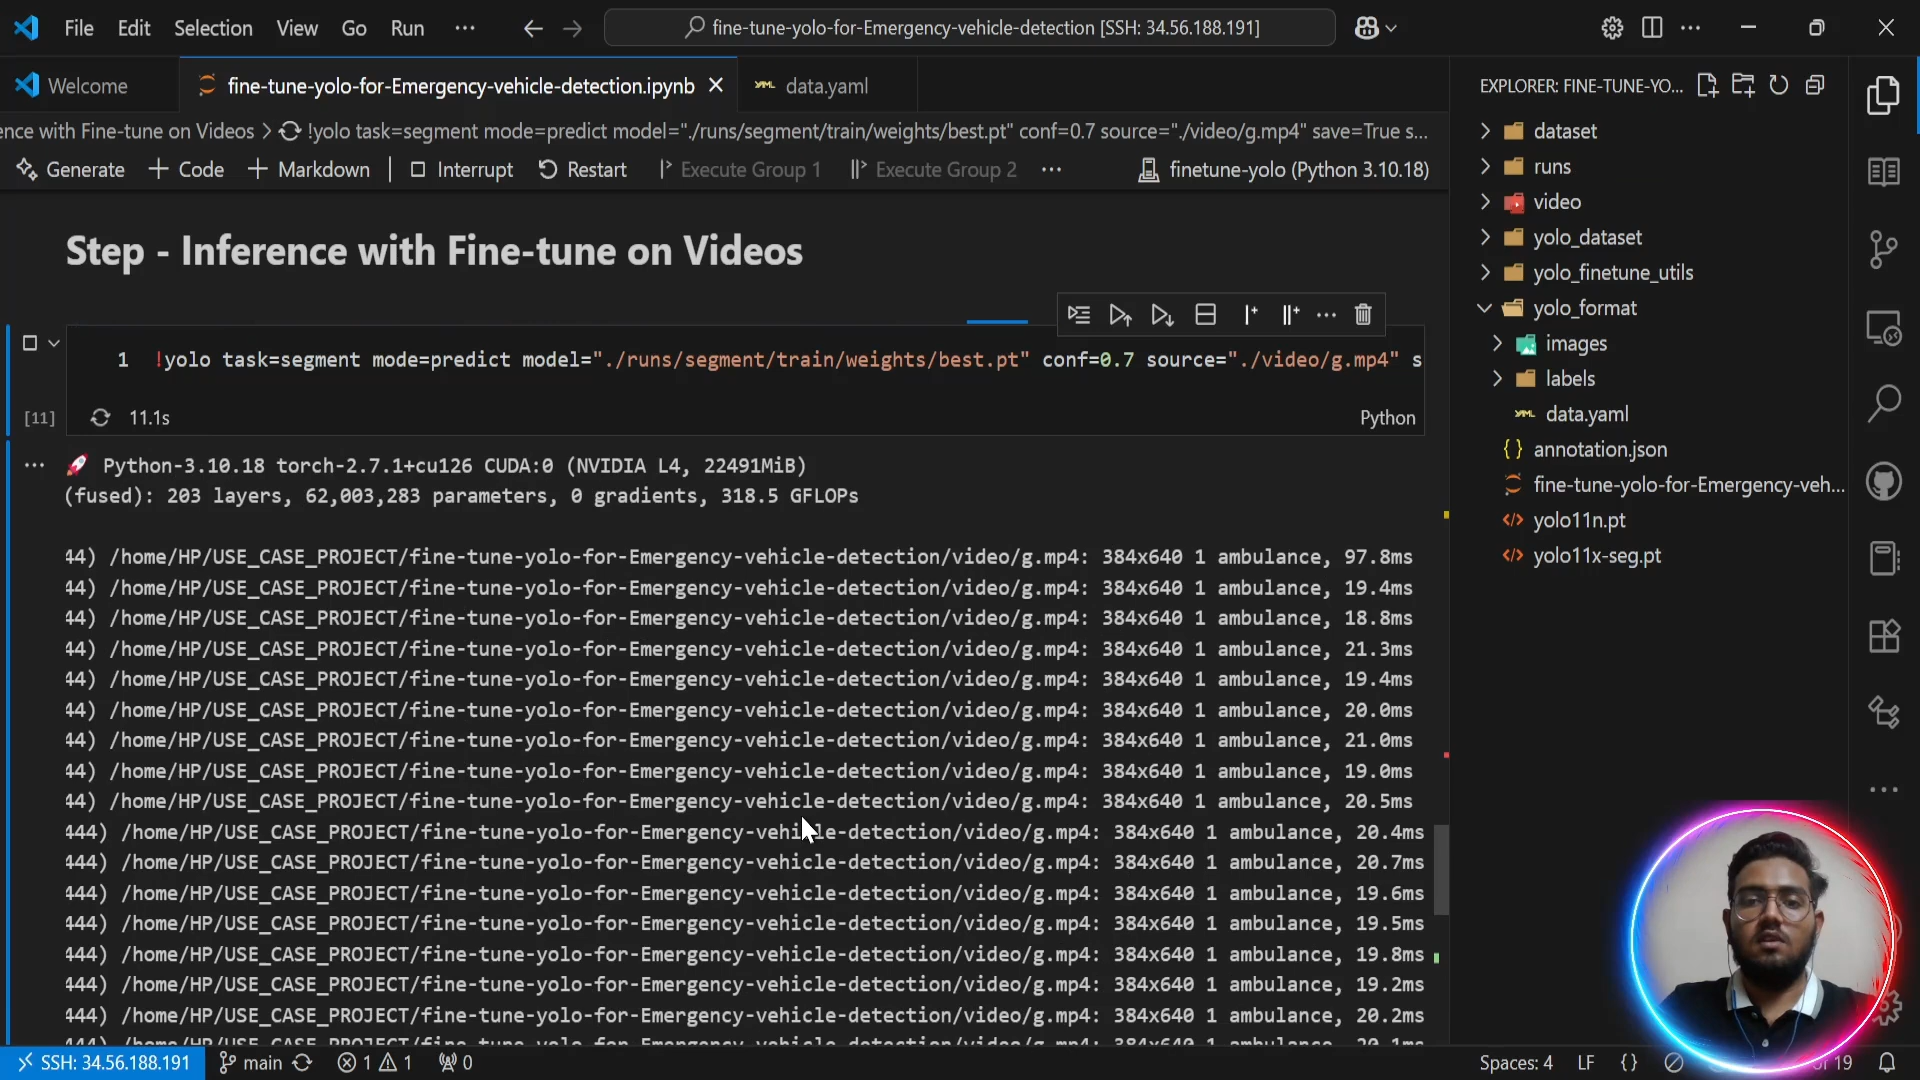 File Edit Selection View Go Run ··· fine-tune-yolo-for-Emergency-vehicle-detection [SSH: 34.56.188.191]
Welcome fine-tune-yolo-for-Emergency-vehicle-detection.ipynb data.yaml
EXPLORER: FINE-TUNE-YO...
ence with Fine-tune on Videos > !yolo task=segment mode=predict model="./runs/segment/train/weights/best.pt" conf=0.7 source="./video/g.mp4" save=True s...
Generate Code Markdown Interrupt Restart Execute Group 1 Execute Group 2 ··· finetune-yolo (Python 3.10.18)
Step - Inference with Fine-tune on Videos
1 !yolo task=segment mode=predict model="./runs/segment/train/weights/best.pt" conf=0.7 source="./video/g.mp4" s
[11] 11.1s Python
··· 🚀 Python-3.10.18 torch-2.7.1+cu126 CUDA:0 (NVIDIA L4, 22491MiB)
(fused): 203 layers, 62,003,283 parameters, 0 gradients, 318.5 GFLOPs
44) /home/HP/USE_CASE_PROJECT/fine-tune-yolo-for-Emergency-vehicle-detection/video/g.mp4: 384x640 1 ambulance, 97.8ms
44) /home/HP/USE_CASE_PROJECT/fine-tune-yolo-for-Emergency-vehicle-detection/video/g.mp4: 384x640 1 ambulance, 19.4ms
44) /home/HP/USE_CASE_PROJECT/fine-tune-yolo-for-Emergency-vehicle-detection/video/g.mp4: 384x640 1 ambulance, 18.8ms
44) /home/HP/USE_CASE_PROJECT/fine-tune-yolo-for-Emergency-vehicle-detection/video/g.mp4: 384x640 1 ambulance, 21.3ms
44) /home/HP/USE_CASE_PROJECT/fine-tune-yolo-for-Emergency-vehicle-detection/video/g.mp4: 384x640 1 ambulance, 19.4ms
44) /home/HP/USE_CASE_PROJECT/fine-tune-yolo-for-Emergency-vehicle-detection/video/g.mp4: 384x640 1 ambulance, 20.0ms
44) /home/HP/USE_CASE_PROJECT/fine-tune-yolo-for-Emergency-vehicle-detection/video/g.mp4: 384x640 1 ambulance, 21.0ms
44) /home/HP/USE_CASE_PROJECT/fine-tune-yolo-for-Emergency-vehicle-detection/video/g.mp4: 384x640 1 ambulance, 19.0ms
44) /home/HP/USE_CASE_PROJECT/fine-tune-yolo-for-Emergency-vehicle-detection/video/g.mp4: 384x640 1 ambulance, 20.5ms
444) /home/HP/USE_CASE_PROJECT/fine-tune-yolo-for-Emergency-vehicle-detection/video/g.mp4: 384x640 1 ambulance, 20.4ms
444) /home/HP/USE_CASE_PROJECT/fine-tune-yolo-for-Emergency-vehicle-detection/video/g.mp4: 384x640 1 ambulance, 20.7ms
444) /home/HP/USE_CASE_PROJECT/fine-tune-yolo-for-Emergency-vehicle-detection/video/g.mp4: 384x640 1 ambulance, 19.6ms
444) /home/HP/USE_CASE_PROJECT/fine-tune-yolo-for-Emergency-vehicle-detection/video/g.mp4: 384x640 1 ambulance, 19.5ms
444) /home/HP/USE_CASE_PROJECT/fine-tune-yolo-for-Emergency-vehicle-detection/video/g.mp4: 384x640 1 ambulance, 19.8ms
444) /home/HP/USE_CASE_PROJECT/fine-tune-yolo-for-Emergency-vehicle-detection/video/g.mp4: 384x640 1 ambulance, 19.2ms
444) /home/HP/USE_CASE_PROJECT/fine-tune-yolo-for-Emergency-vehicle-detection/video/g.mp4: 384x640 1 ambulance, 20.2ms
dataset
runs
video
yolo_dataset
yolo_finetune_utils
yolo_format
images
labels
data.yaml
annotation.json
fine-tune-yolo-for-Emergency-veh...
yolo11n.pt
yolo11x-seg.pt
SSH: 34.56.188.191 main 1 1 0 Spaces: 4 LF {} of 19